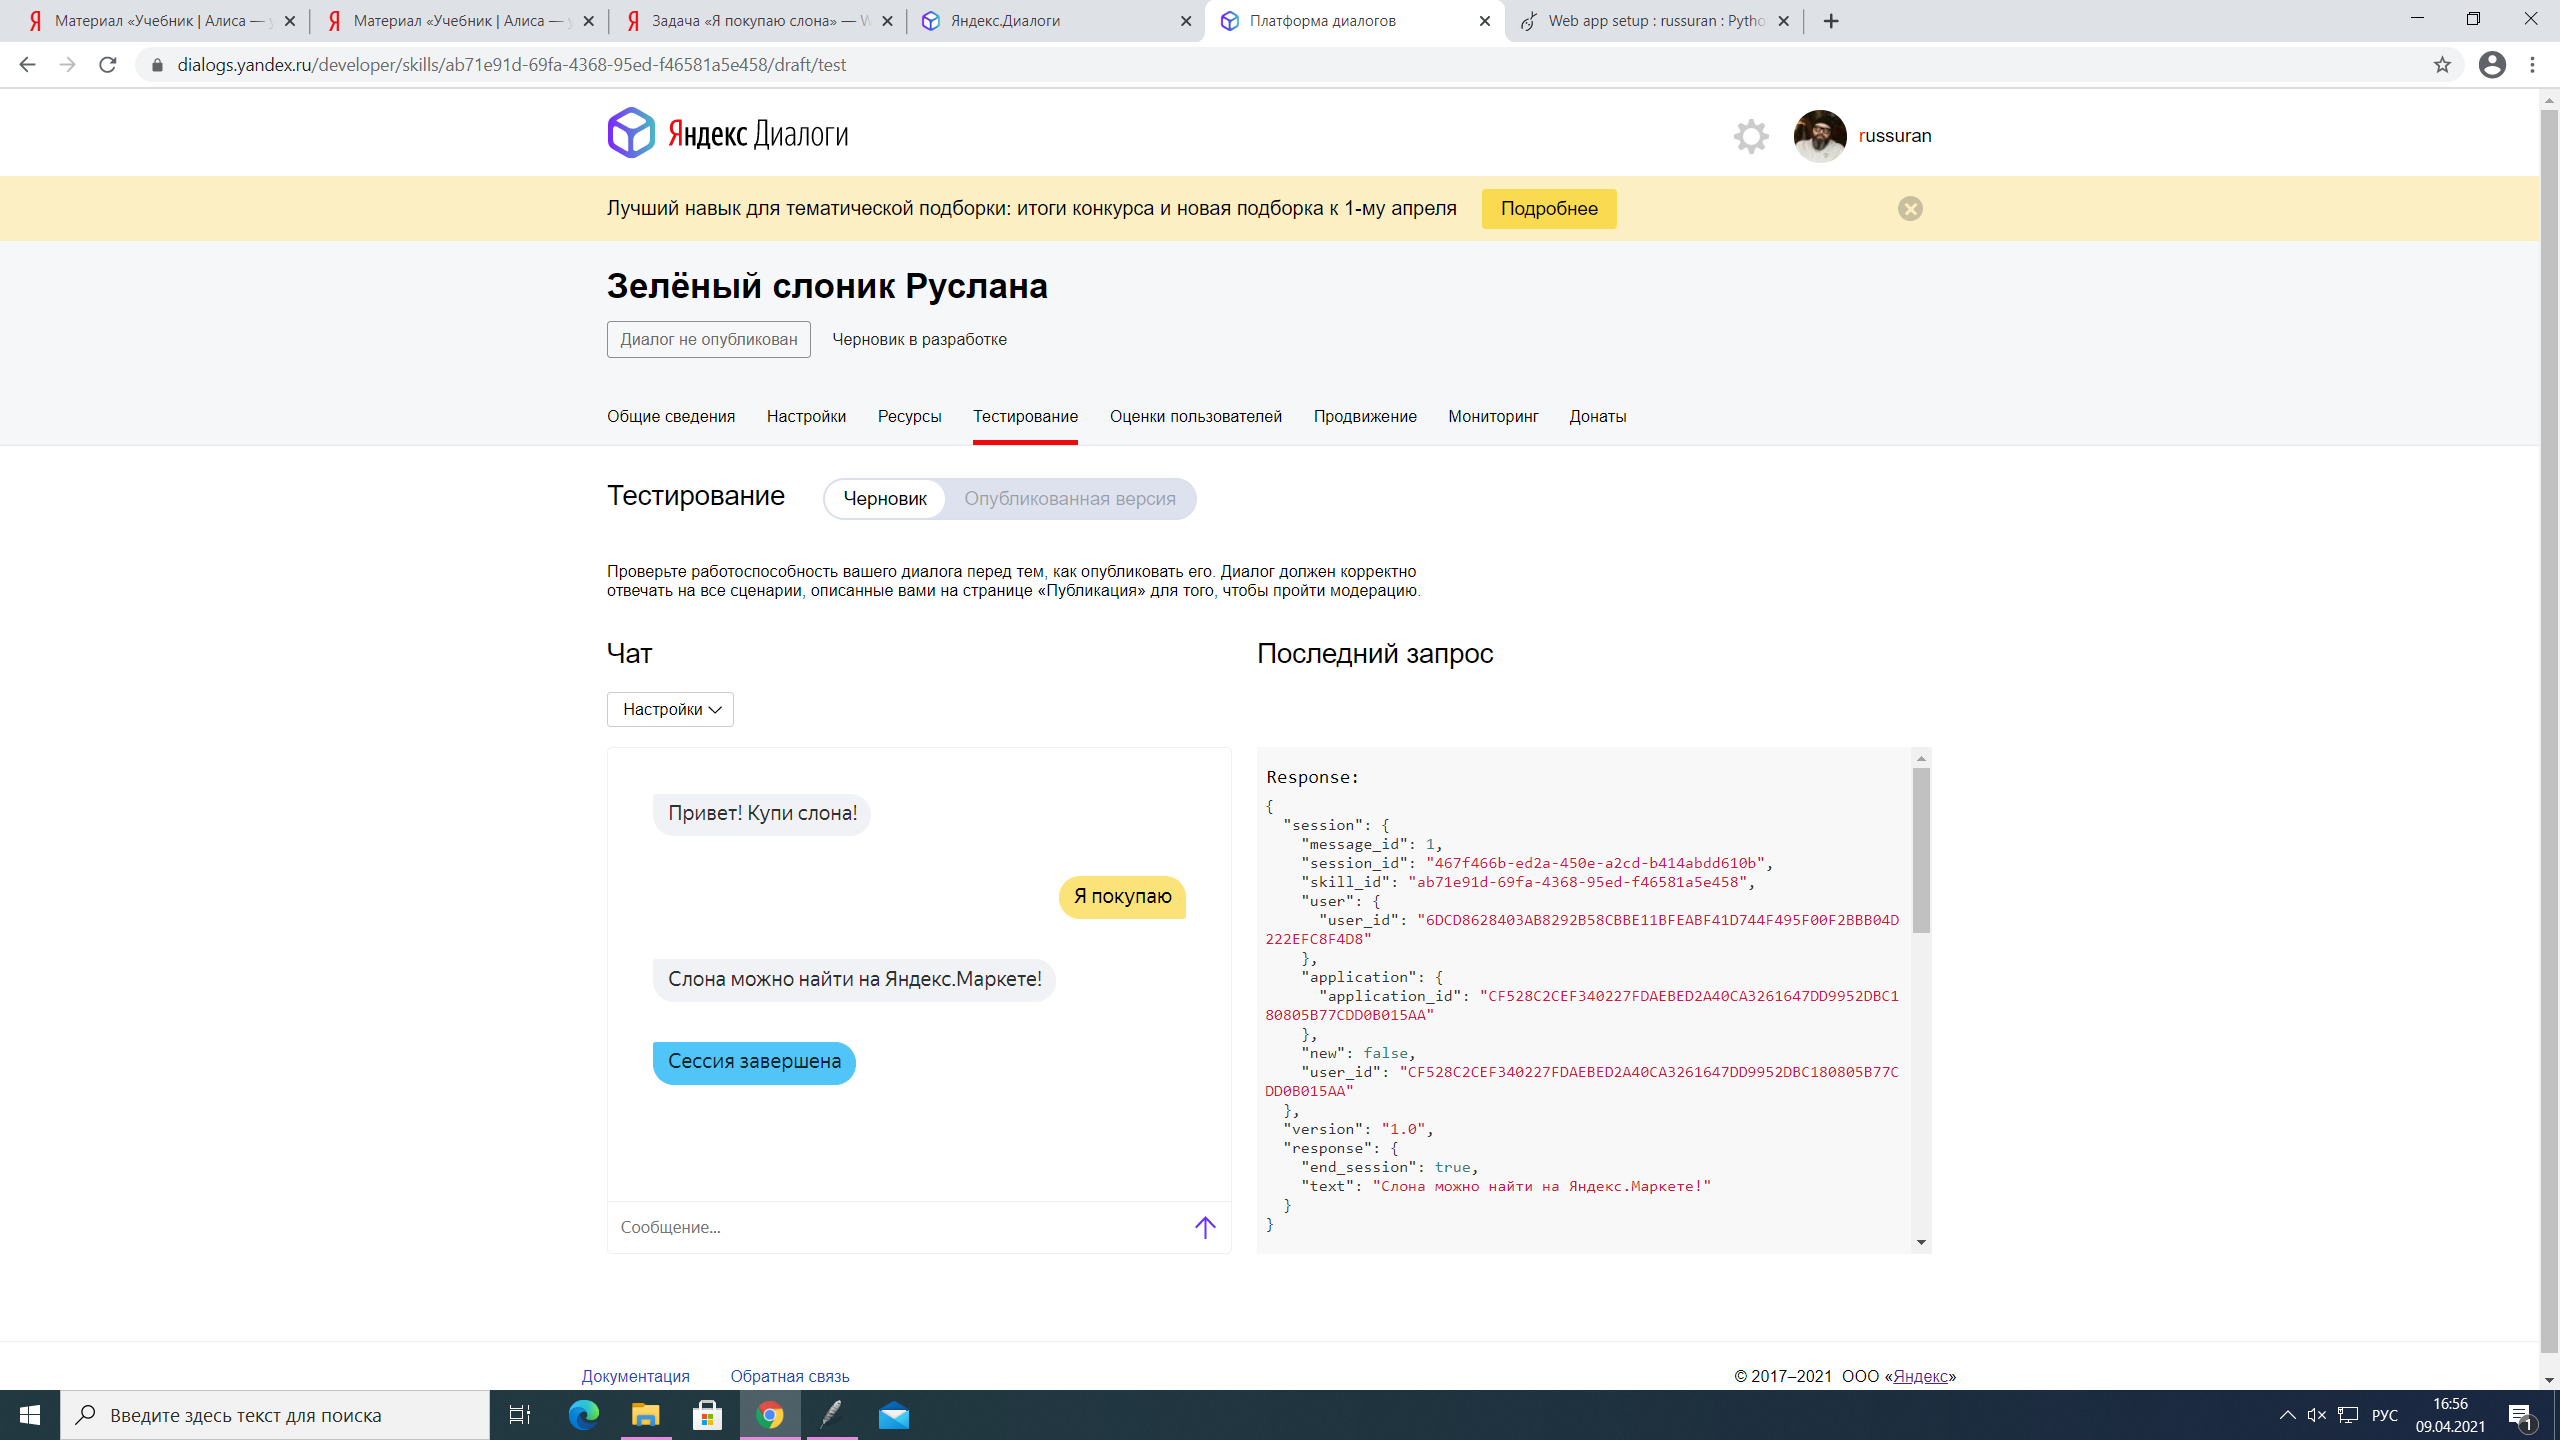 Материал «Учебник | Алиса —
Материал «Учебник | Алиса —
Задача «Я покупаю слона» —
Яндекс.Диалоги
Платформа диалогов
Web app setup : russuran : Pytho
dialogs.yandex.ru/developer/skills/ab71e91d-69fa-4368-95ed-f46581a5e458/draft/test
Яндекс Диалоги
russuran
Лучший навык для тематической подборки: итоги конкурса и новая подборка к 1-му апреля
Подробнее
Зелёный слоник Руслана
Диалог не опубликован
Черновик в разработке
Общие сведения
Настройки
Ресурсы
Тестирование
Оценки пользователей
Продвижение
Мониторинг
Донаты
Тестирование
Черновик
Опубликованная версия
Проверьте работоспособность вашего диалога перед тем, как опубликовать его. Диалог должен корректно
отвечать на все сценарии, описанные вами на странице «Публикация» для того, чтобы пройти модерацию.
Чат
Настройки
Привет! Купи слона!
Я покупаю
Слона можно найти на Яндекс.Маркете!
Сессия завершена
Сообщение...
Последний запрос
Response:
{
"session": {
"message_id": 1,
"session_id": "467f466b-ed2a-450e-a2cd-b414abdd610b",
"skill_id": "ab71e91d-69fa-4368-95ed-f46581a5e458",
"user": {
"user_id": "6DCD8628403AB8292B58CBBE11BFEABF41D744F495F00F2BBB04D
222EFC8F4D8"
},
"application": {
"application_id": "CF528C2CEF340227FDAEBED2A40CA3261647DD9952DBC1
80805B77CDD0B015AA"
},
"new": false,
"user_id": "CF528C2CEF340227FDAEBED2A40CA3261647DD9952DBC180805B77C
DD0B015AA"
},
"version": "1.0",
"response": {
"end_session": true,
"text": "Слона можно найти на Яндекс.Маркете!"
}
}
Документация
Обратная связь
© 2017–2021 ООО «Яндекс»
Введите здесь текст для поиска
РУС
16:56
09.04.2021
1